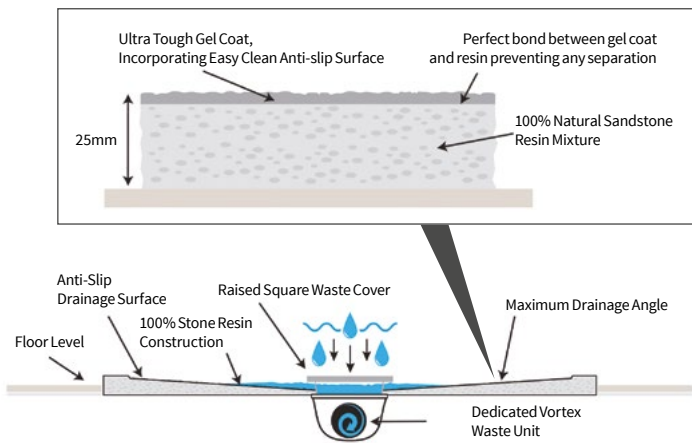 Ultra Tough Gel Coat,
Incorporating Easy Clean Anti-slip Surface
Perfect bond between gel coat
and resin preventing any separation
25mm
100% Natural Sandstone
Resin Mixture
Anti-Slip
Drainage Surface
Raised Square Waste Cover
Maximum Drainage Angle
100% Stone Resin
Construction
Floor Level
Dedicated Vortex
Waste Unit